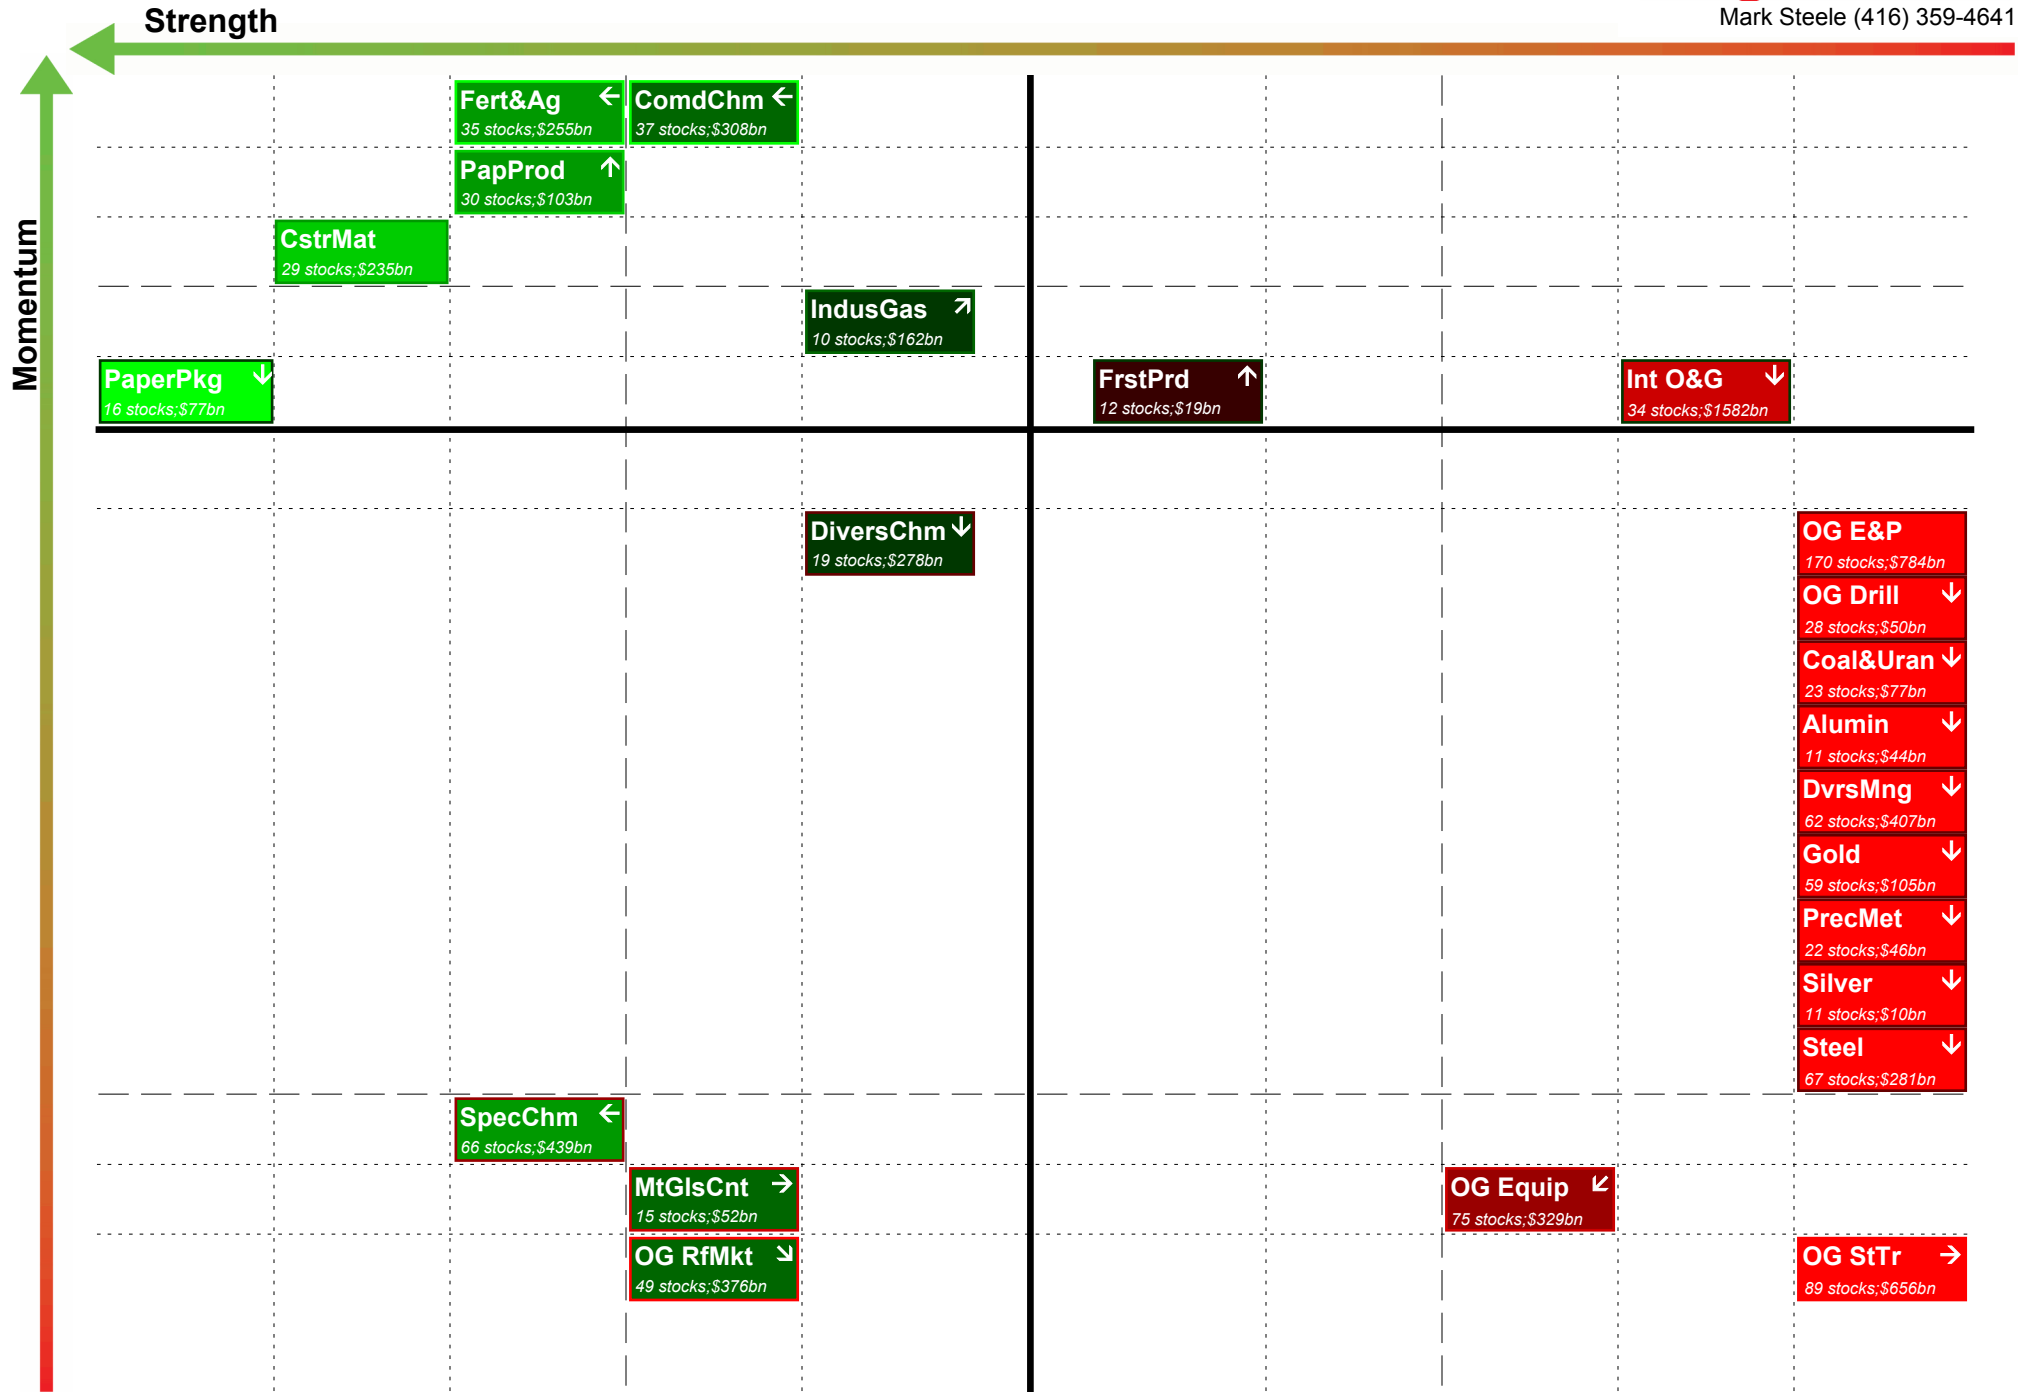 Strength
Mark Steele (416) 359-4641
Momentum
Fert&Ag
35 stocks;$255bn
ComdChm
37 stocks;$308bn
PapProd
30 stocks;$103bn
CstrMat
29 stocks;$235bn
IndusGas
10 stocks;$162bn
PaperPkg
16 stocks;$77bn
FrstPrd
12 stocks;$19bn
Int O&G
34 stocks;$1582bn
DiversChm
19 stocks;$278bn
OG E&P
170 stocks;$784bn
OG Drill
28 stocks;$50bn
Coal&Uran
23 stocks;$77bn
Alumin
11 stocks;$44bn
DvrsMng
62 stocks;$407bn
Gold
59 stocks;$105bn
PrecMet
22 stocks;$46bn
Silver
11 stocks;$10bn
Steel
67 stocks;$281bn
SpecChm
66 stocks;$439bn
MtGlsCnt
15 stocks;$52bn
OG Equip
75 stocks;$329bn
OG RfMkt
49 stocks;$376bn
OG StTr
89 stocks;$656bn